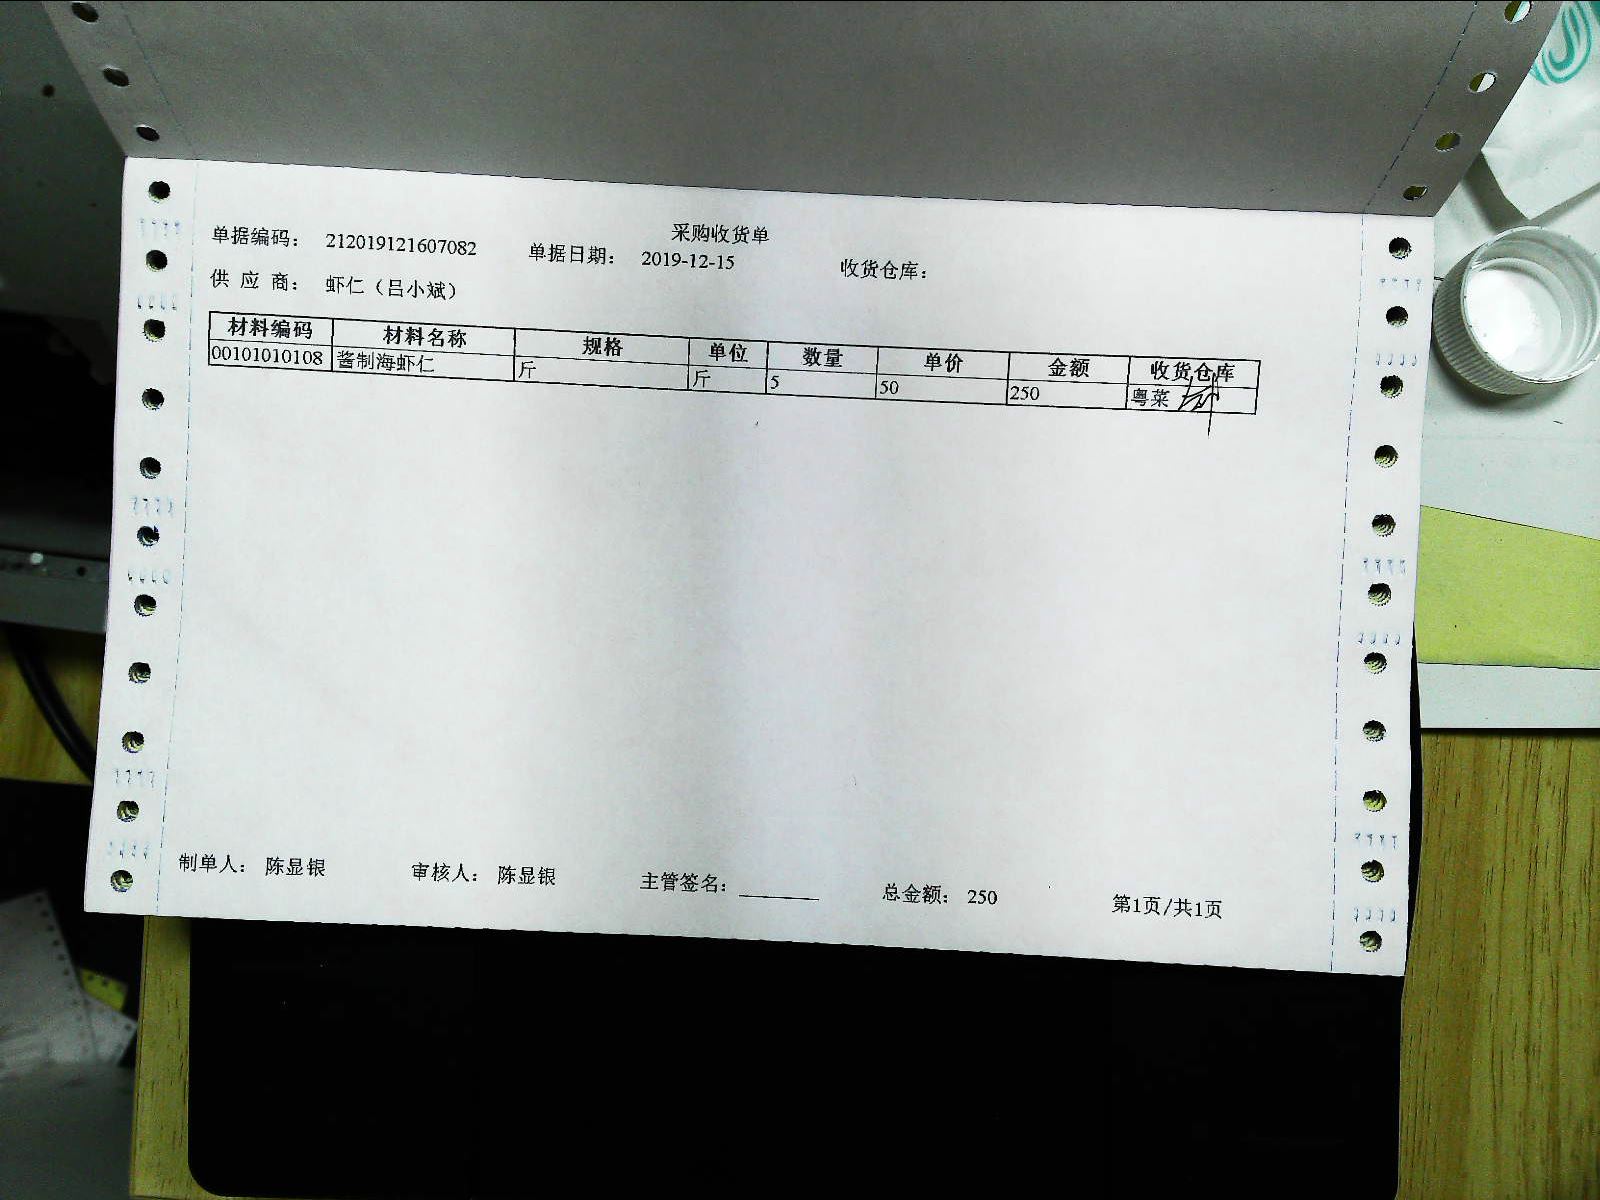 采购收货单
单据编码： 212019121607082 单据日期： 2019-12-15 收货仓库：
供 应 商： 虾仁（吕小斌）
材料编码 材料名称 规格 单位 数量 单价 金额 收货仓库
00101010108 酱制海虾仁 斤 斤 5 50 250 粤菜
制单人： 陈显银 审核人： 陈显银 主管签名：________ 总金额： 250 第1页/共1页